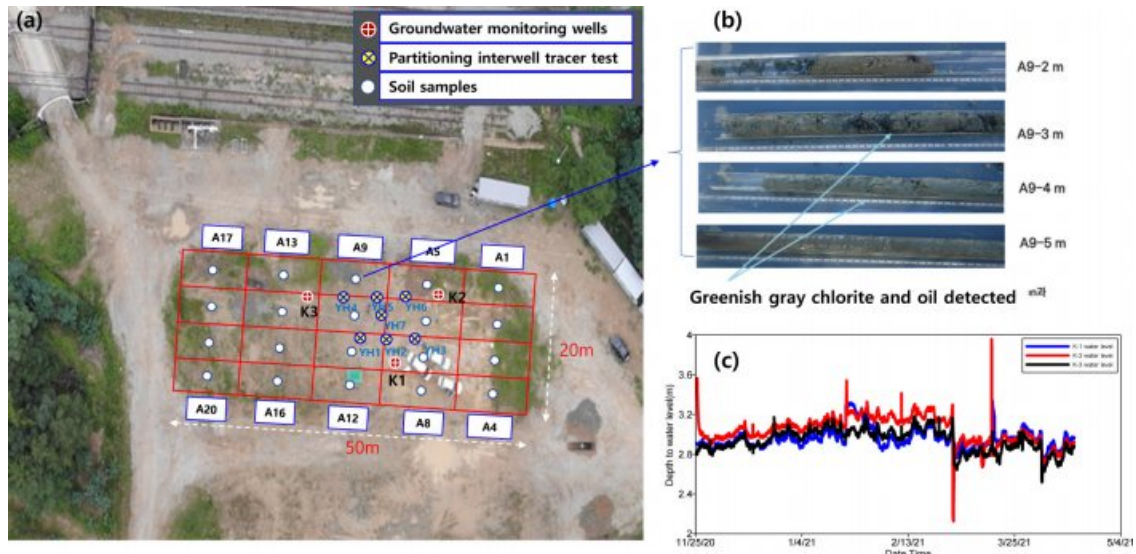 (a)
Groundwater monitoring wells
Partitioning interwell tracer test
Soil samples
A17
A13
A9
A5
A1
K3
K2
YH4
YH5
YH6
YH7
YH1
YH2
YH3
K1
20m
A20
A16
A12
A8
A4
50m
(b)
A9-2 m
A9-3 m
A9-4 m
A9-5 m
Greenish gray chlorite and oil detected
(c)
K-1 water level
K-2 water level
K-3 water level
Depth to water level(m)
4
3.6
3.2
2.8
2.4
2
11/25/20
1/4/21
2/13/21
3/25/21
5/4/21
Date Time